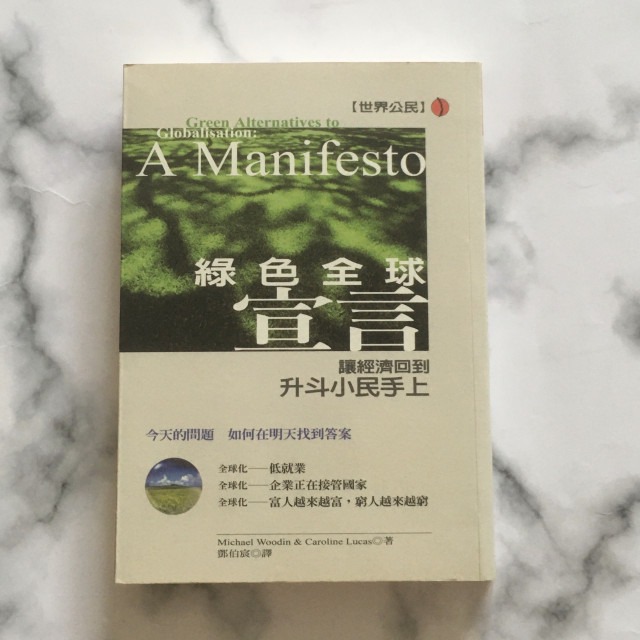 【世界公民】
Green Alternatives to
Globalisation:
A Manifesto
綠色全球
宣言
讓經濟回到
升斗小民手上
今天的問題 如何在明天找到答案
全球化——低就業
全球化——企業正在接管國家
全球化——富人越來越富，窮人越來越窮
Michael Woodin & Caroline Lucas◎著
鄧伯宸◎譯